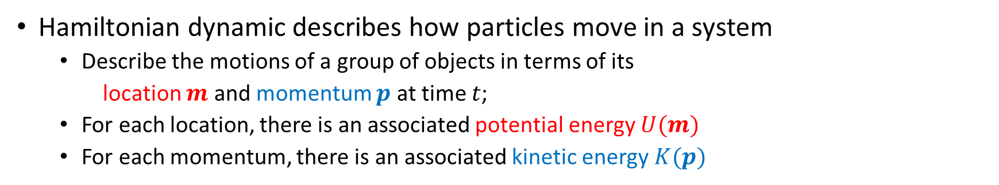 • Hamiltonian dynamic describes how particles move in a system
• Describe the motions of a group of objects in terms of its
location m and momentum p at time t;
• For each location, there is an associated potential energy U(m)
• For each momentum, there is an associated kinetic energy K(p)